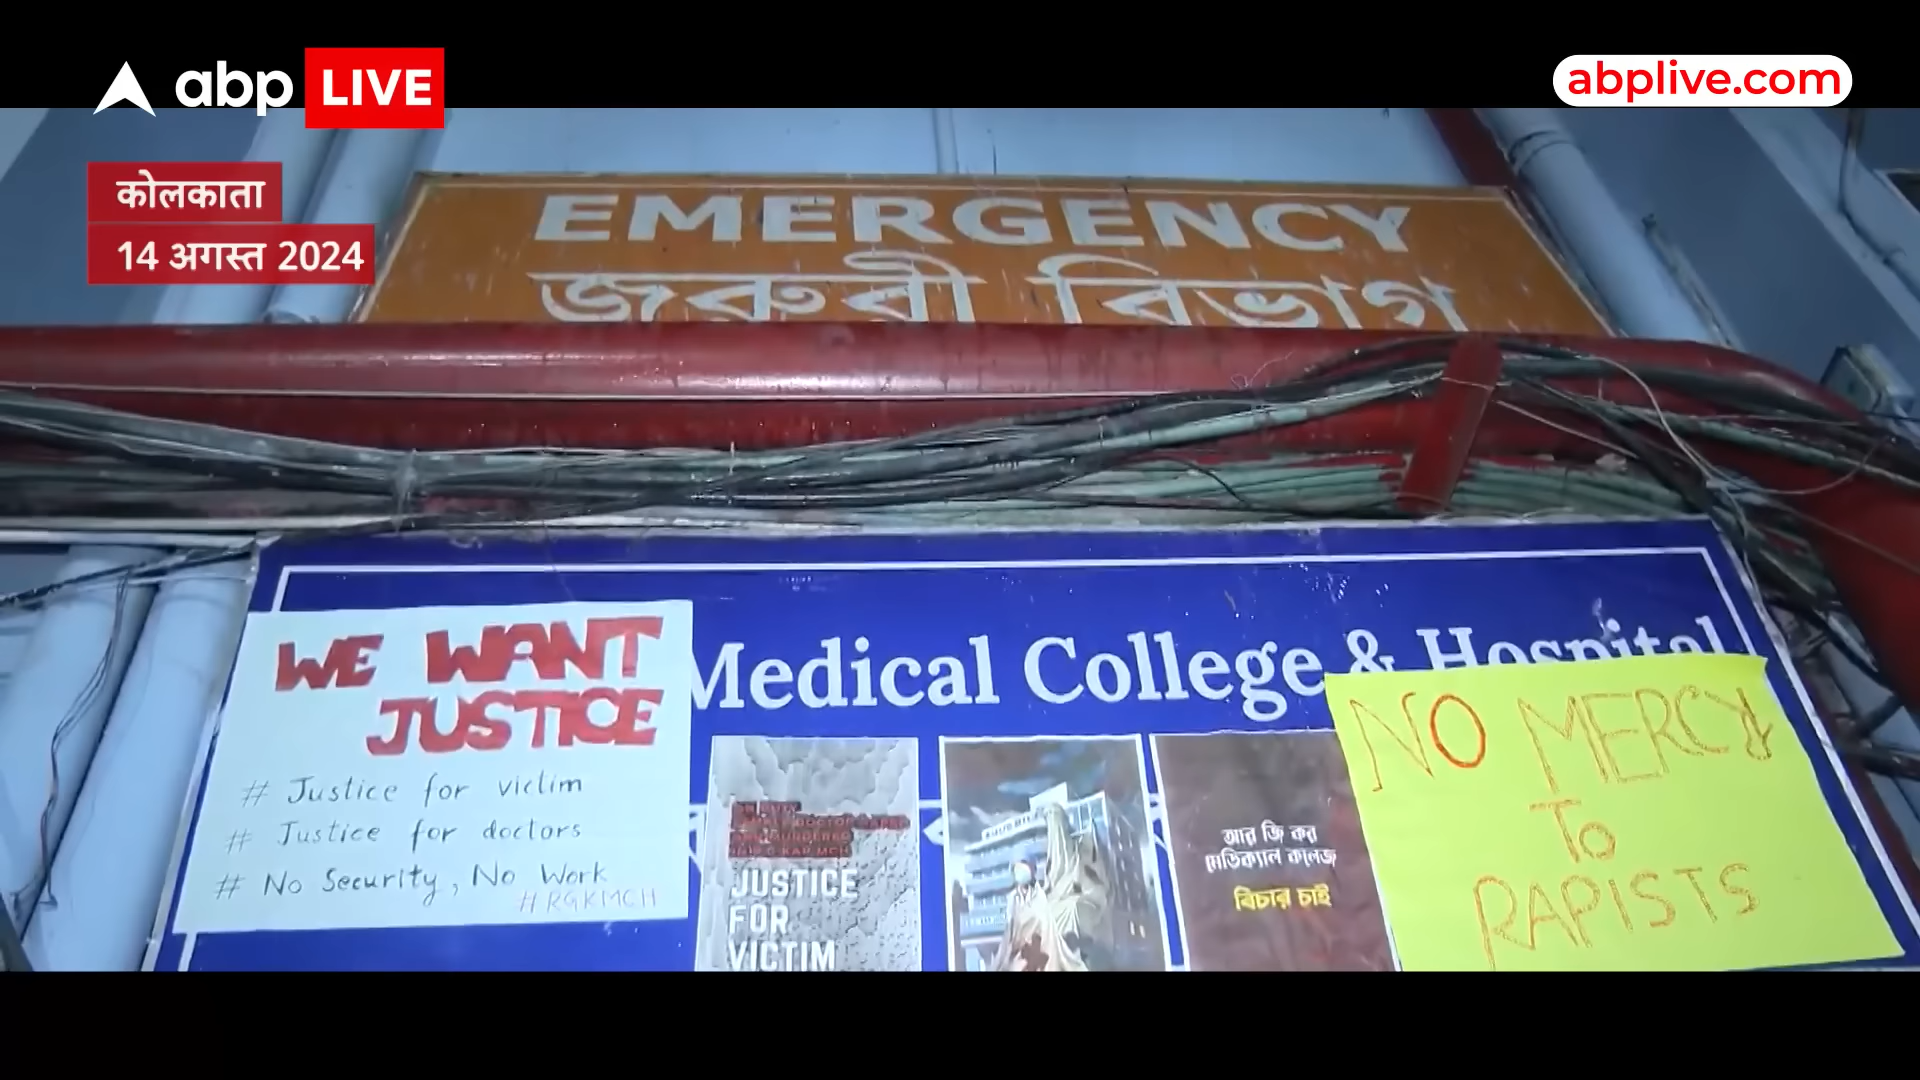 abp LIVE
abplive.com
कोलकाता
14 अगस्त 2024
EMERGENCY
জরুরী বিভাগ
WE WANT
JUSTICE
# Justice for victim
# Justice for doctors
# No Security, No Work
#RGKMCH
Medical College & Hospital
JUSTICE
FOR
VICTIM
আর জি কর
মেডিক্যাল কলেজ
বিচার চাই
NO MERCY
TO
RAPISTS